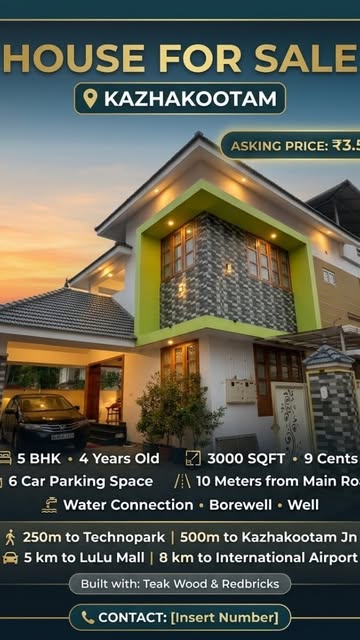 HOUSE FOR SALE
KAZHAKOOTAM
ASKING PRICE: ₹3.5
5 BHK • 4 Years Old
3000 SQFT • 9 Cents
6 Car Parking Space
10 Meters from Main Roa
Water Connection • Borewell • Well
250m to Technopark | 500m to Kazhakootam Jn
5 km to LuLu Mall | 8 km to International Airport
Built with: Teak Wood & Redbricks
CONTACT: [Insert Number]